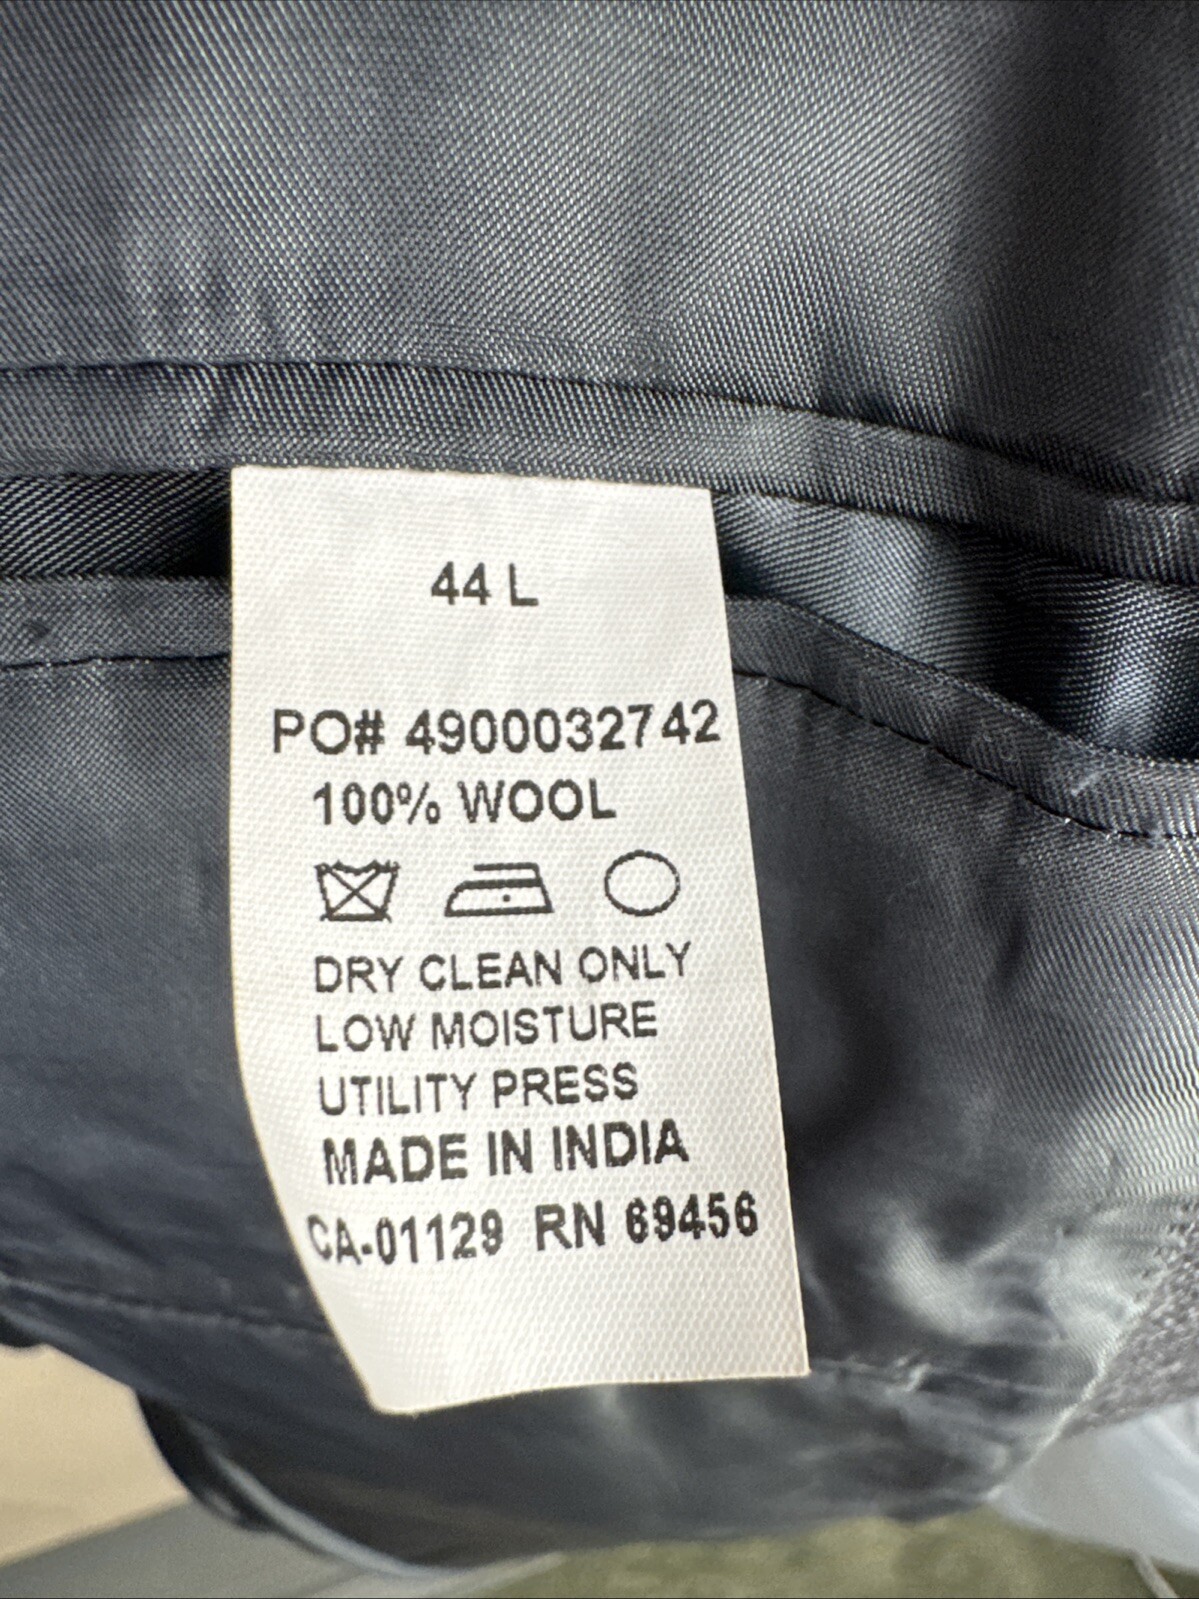 44 L
PO# 4900032742
100% WOOL
DRY CLEAN ONLY
LOW MOISTURE
UTILITY PRESS
MADE IN INDIA
CA-01129 RN 69456